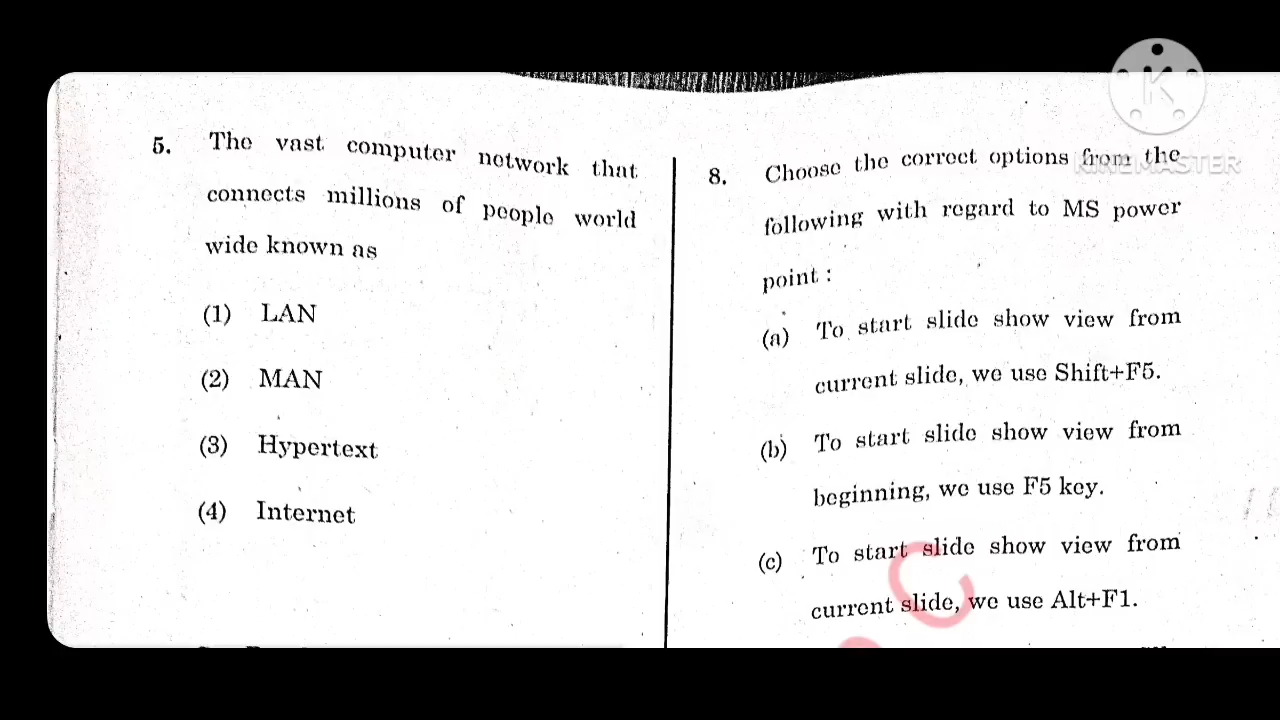 5. The vast computer network that
connects millions of people world
wide known as
(1) LAN
(2) MAN
(3) Hypertext
(4) Internet
8. Choose the correct options from the
following with regard to MS power
point :
(a) To start slide show view from
current slide, we use Shift+F5.
(b) To start slide show view from
beginning, we use F5 key.
(c) To start slide show view from
current slide, we use Alt+F1.
KINEMASTER